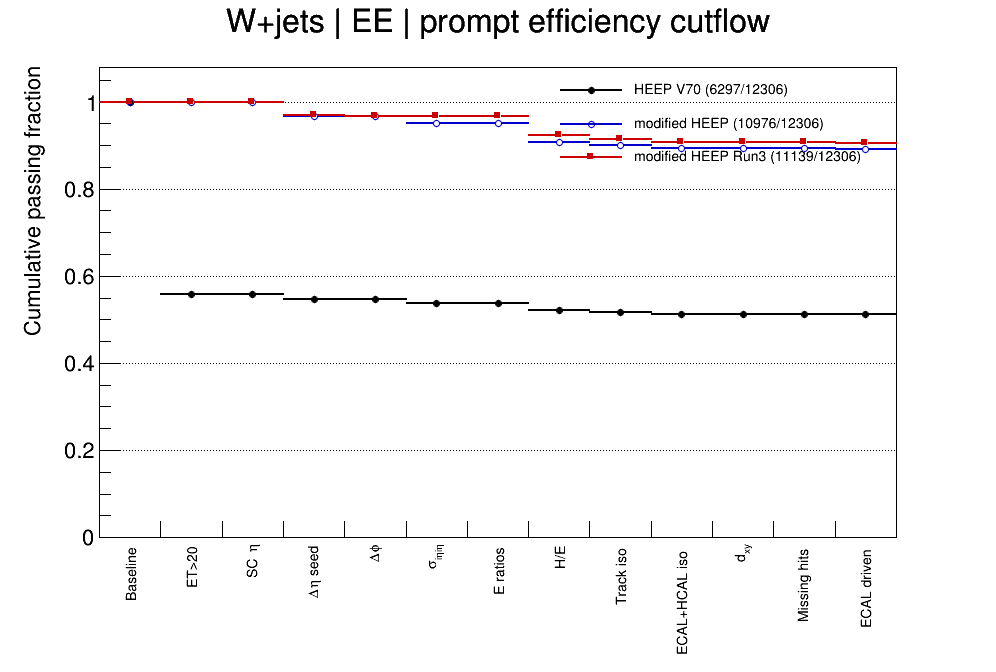 W+jets | EE | prompt efficiency cutflow
Cumulative passing fraction
HEEP V70 (6297/12306)
modified HEEP (10976/12306)
modified HEEP Run3 (11139/12306)
1
0.8
0.6
0.4
0.2
0
Baseline
ET>20
SC η
Δη seed
Δφ
σiηiη
E ratios
H/E
Track iso
ECAL+HCAL iso
dxy
Missing hits
ECAL driven